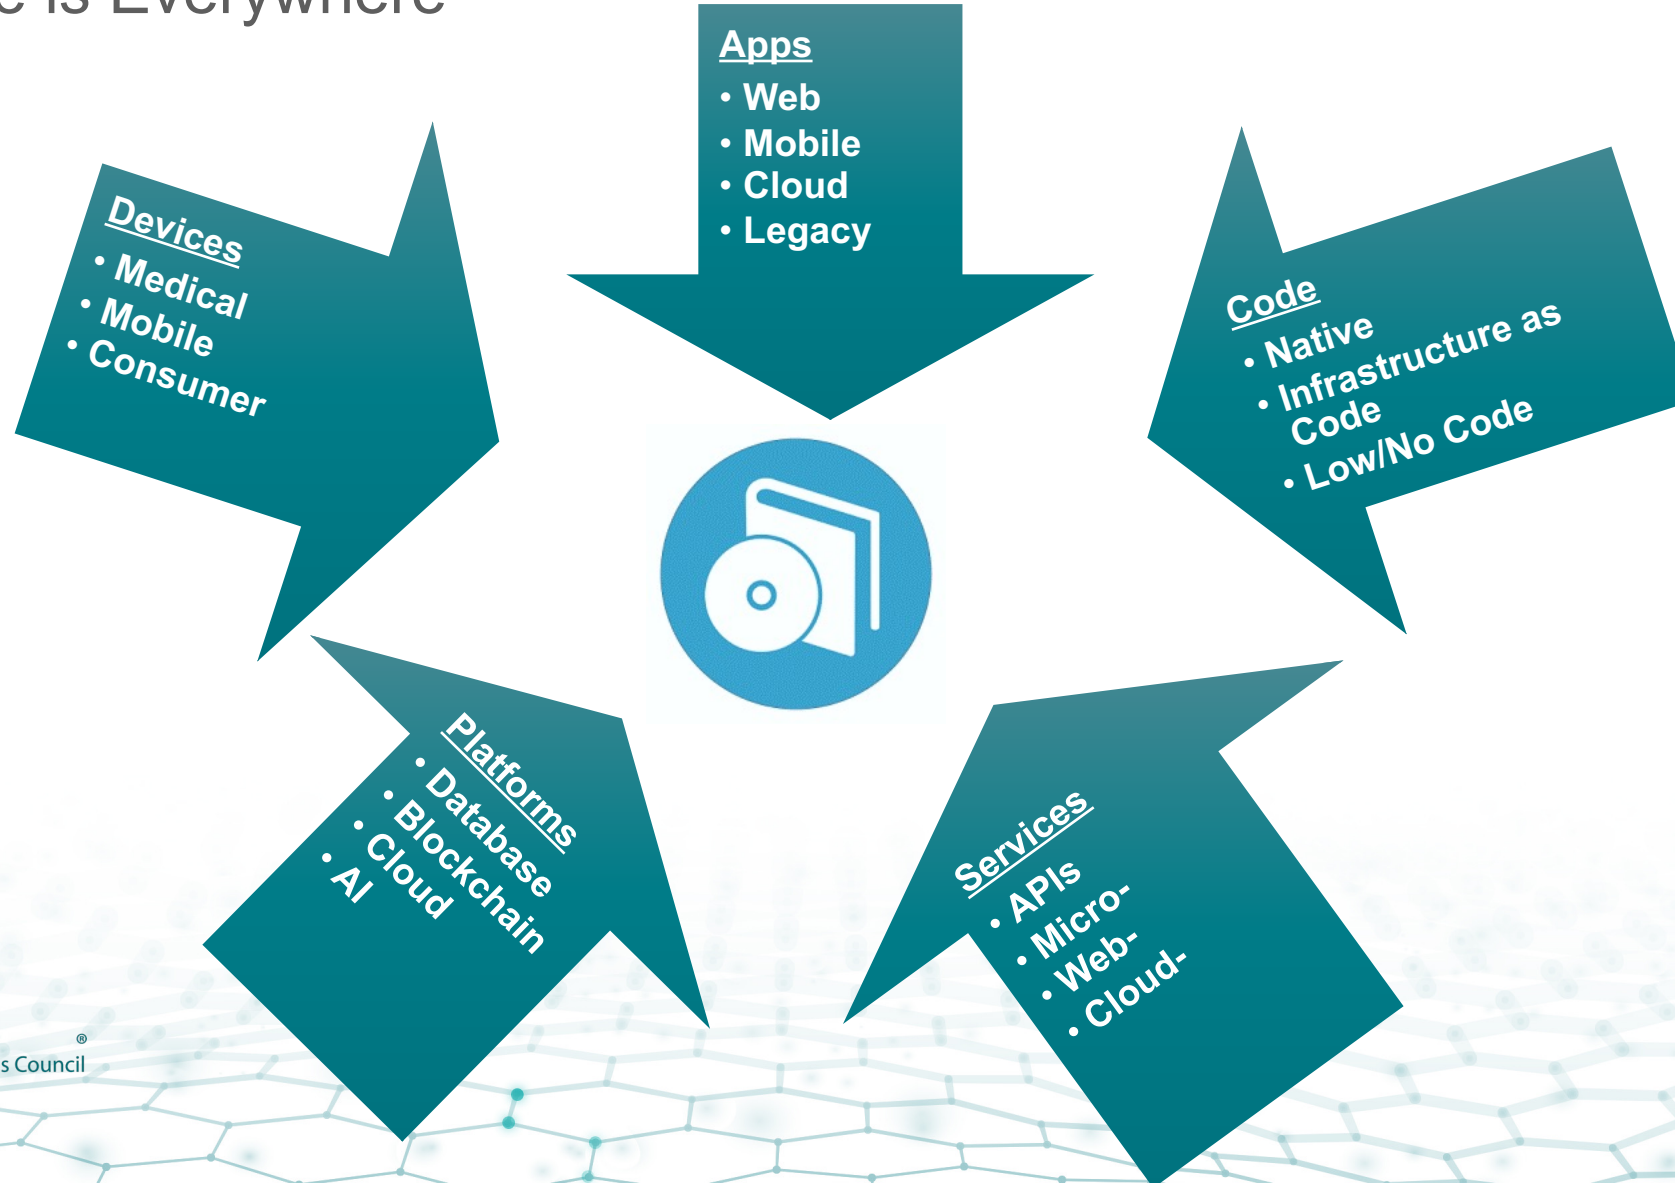 is Everywhere
Apps
• Web
• Mobile
• Cloud
• Legacy
Devices
• Medical
• Mobile
• Consumer
Code
• Native
• Infrastructure as
Code
• Low/No Code
Platforms
• Database
• Blockchain
• Cloud
• AI
Services
• APIs
• Micro-
• Web-
• Cloud-
®
s Council